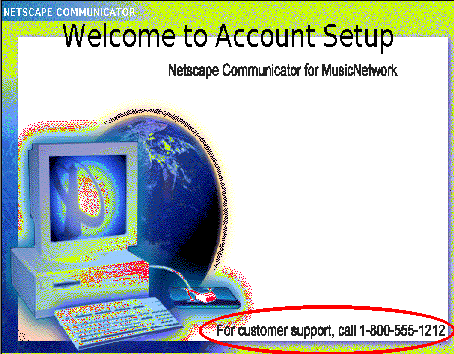 NETSCAPE COMMUNICATOR
Welcome to Account Setup
Netscape Communicator for MusicNetwork
For customer support, call 1-800-555-1212